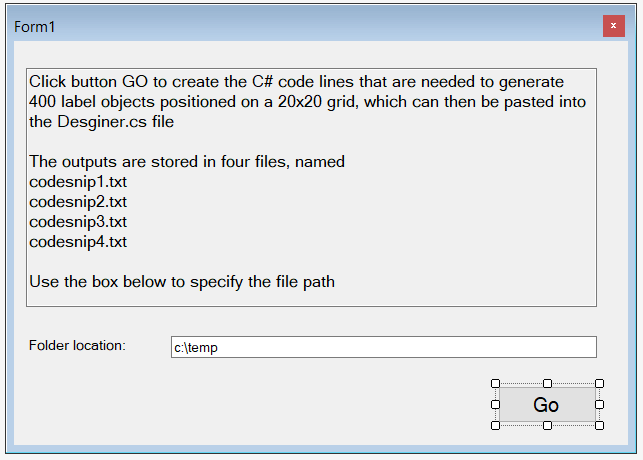 Form1
x
Click button GO to create the C# code lines that are needed to generate
400 label objects positioned on a 20x20 grid, which can then be pasted into
the Desginer.cs file
The outputs are stored in four files, named
codesnip1.txt
codesnip2.txt
codesnip3.txt
codesnip4.txt
Use the box below to specify the file path
Folder location:
c:\temp
Go